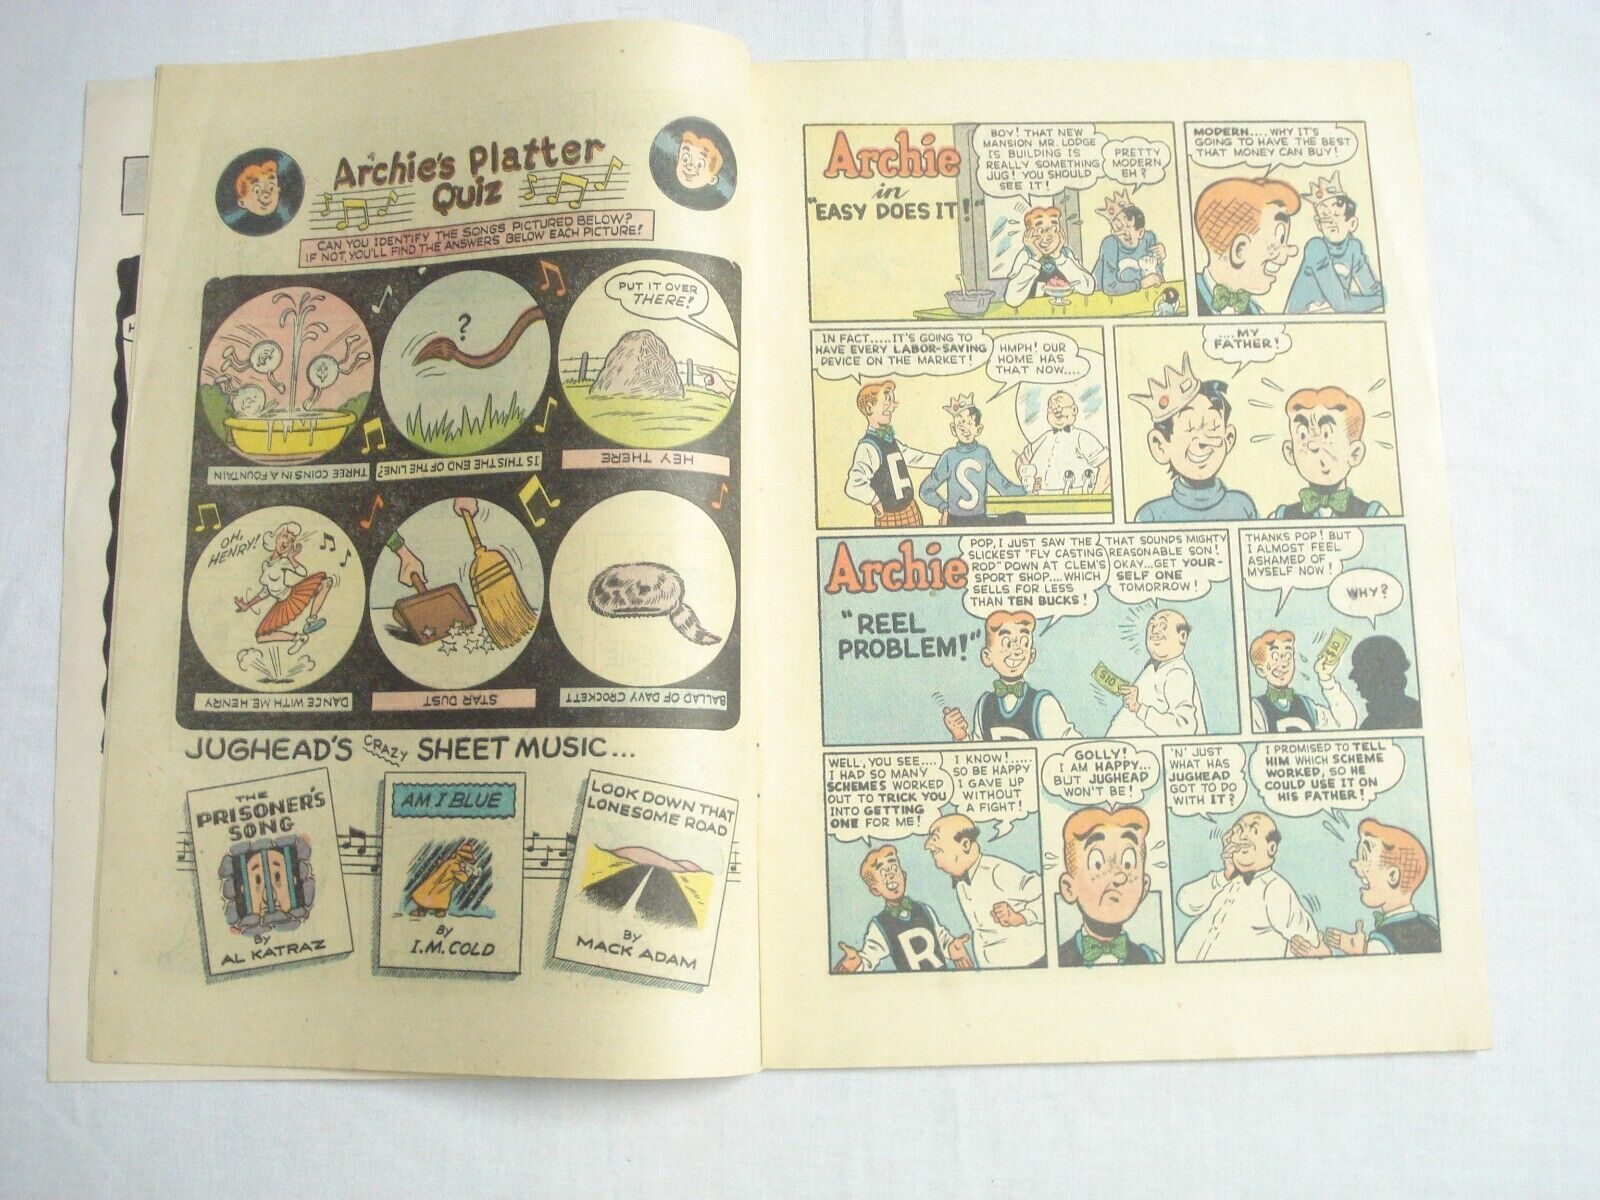 Archie's Platter
Quiz
CAN YOU IDENTIFY THE SONGS PICTURED BELOW?
IF NOT, YOU'LL FIND THE ANSWERS BELOW EACH PICTURE!
?
PUT IT OVER
THERE!
THREE COINS IN A FOUNTAIN
IS THIS THE END OF THE LINE?
HEY THERE
OH,
HENRY!
DANCE WITH ME HENRY
STAR DUST
BALLAD OF DAVY CROCKETT
JUGHEAD'S CRAZY SHEET MUSIC...
THE
PRISONER'S
SONG
BY
AL KATRAZ
AM I BLUE
BY
I.M. COLD
LOOK DOWN THAT
LONESOME ROAD
BY
MACK ADAM
Archie
in
"EASY DOES IT!"
BOY! THAT NEW
MANSION MR. LODGE
IS BUILDING IS
REALLY SOMETHING
JUG! YOU SHOULD
SEE IT!
PRETTY
MODERN
EH?
MODERN....WHY IT'S
GOING TO HAVE THE BEST
THAT MONEY CAN BUY!
IN FACT.....IT'S GOING TO
HAVE EVERY LABOR-SAVING
DEVICE ON THE MARKET!
HMPH! OUR
HOME HAS
THAT NOW....
S
....MY
FATHER!
Archie
"REEL
PROBLEM!"
POP, I JUST SAW THE
SLICKEST "FLY CASTING
ROD" DOWN AT CLEM'S
SPORT SHOP....WHICH
SELLS FOR LESS
THAN TEN BUCKS!
THAT SOUNDS MIGHTY
REASONABLE SON!
OKAY...GET YOUR-
SELF ONE
TOMORROW!
$10
THANKS POP! BUT
I ALMOST FEEL
ASHAMED OF
MYSELF NOW!
WHY?
$10
WELL, YOU SEE....
I HAD SO MANY
SCHEMES WORKED
OUT TO TRICK YOU
INTO GETTING
ONE FOR ME!
I KNOW!....
SO BE HAPPY
I GAVE UP
WITHOUT
A FIGHT!
R
GOLLY!
I AM HAPPY...
BUT JUGHEAD
WON'T BE!
'N' JUST
WHAT HAS
JUGHEAD
GOT TO DO
WITH IT?
I PROMISED TO TELL
HIM WHICH SCHEME
WORKED, SO HE
COULD USE IT ON
HIS FATHER!